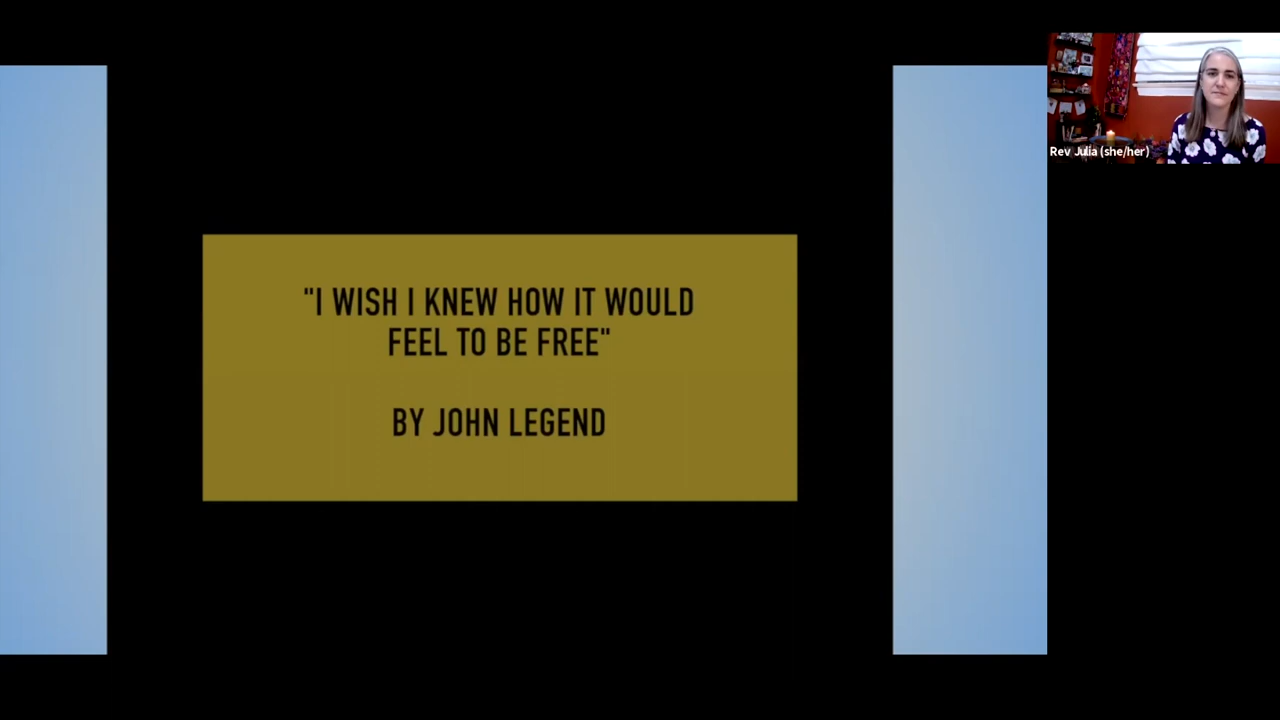 "I WISH I KNEW HOW IT WOULD
FEEL TO BE FREE"
BY JOHN LEGEND
Rev Julia (she/her)